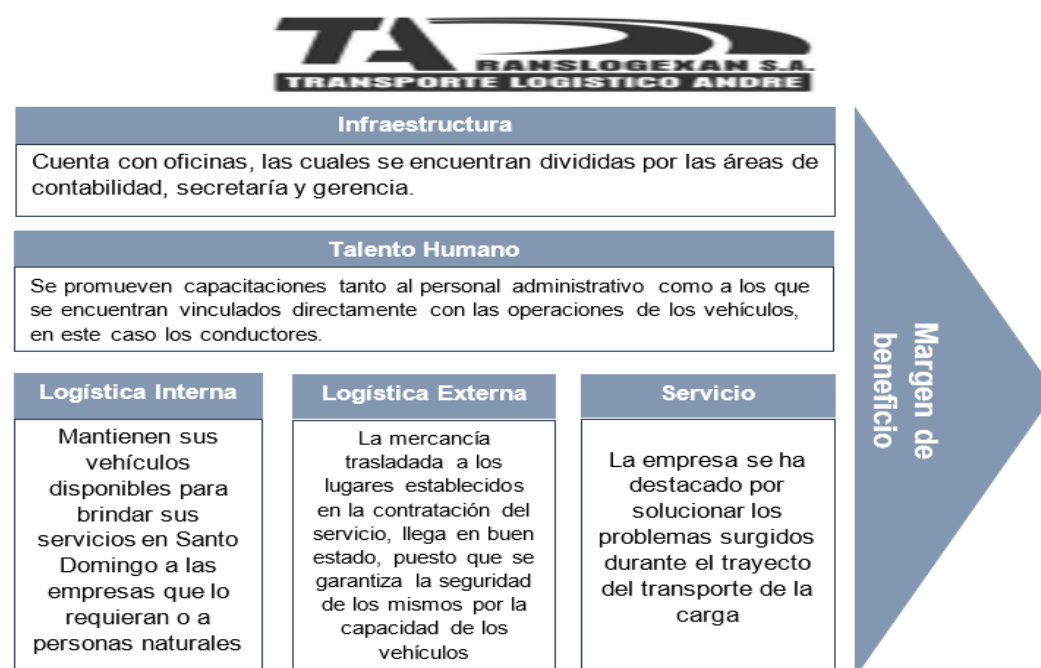 TA
RANSLOGEXAN S.A.
TRANSPORTE LOGISTICO ANDRE
Infraestructura
Cuenta con oficinas, las cuales se encuentran divididas por las áreas de
contabilidad, secretaría y gerencia.
Talento Humano
Se promueven capacitaciones tanto al personal administrativo como a los que
se encuentran vinculados directamente con las operaciones de los vehículos,
en este caso los conductores.
Logística Interna
Mantienen sus
vehículos
disponibles para
brindar sus
servicios en Santo
Domingo a las
empresas que lo
requieran o a
personas naturales
Logística Externa
La mercancía
trasladada a los
lugares establecidos
en la contratación del
servicio, llega en buen
estado, puesto que se
garantiza la seguridad
de los mismos por la
capacidad de los
vehículos
Servicio
La empresa se ha
destacado por
solucionar los
problemas surgidos
durante el trayecto
del transporte de la
carga
Margen de
beneficio